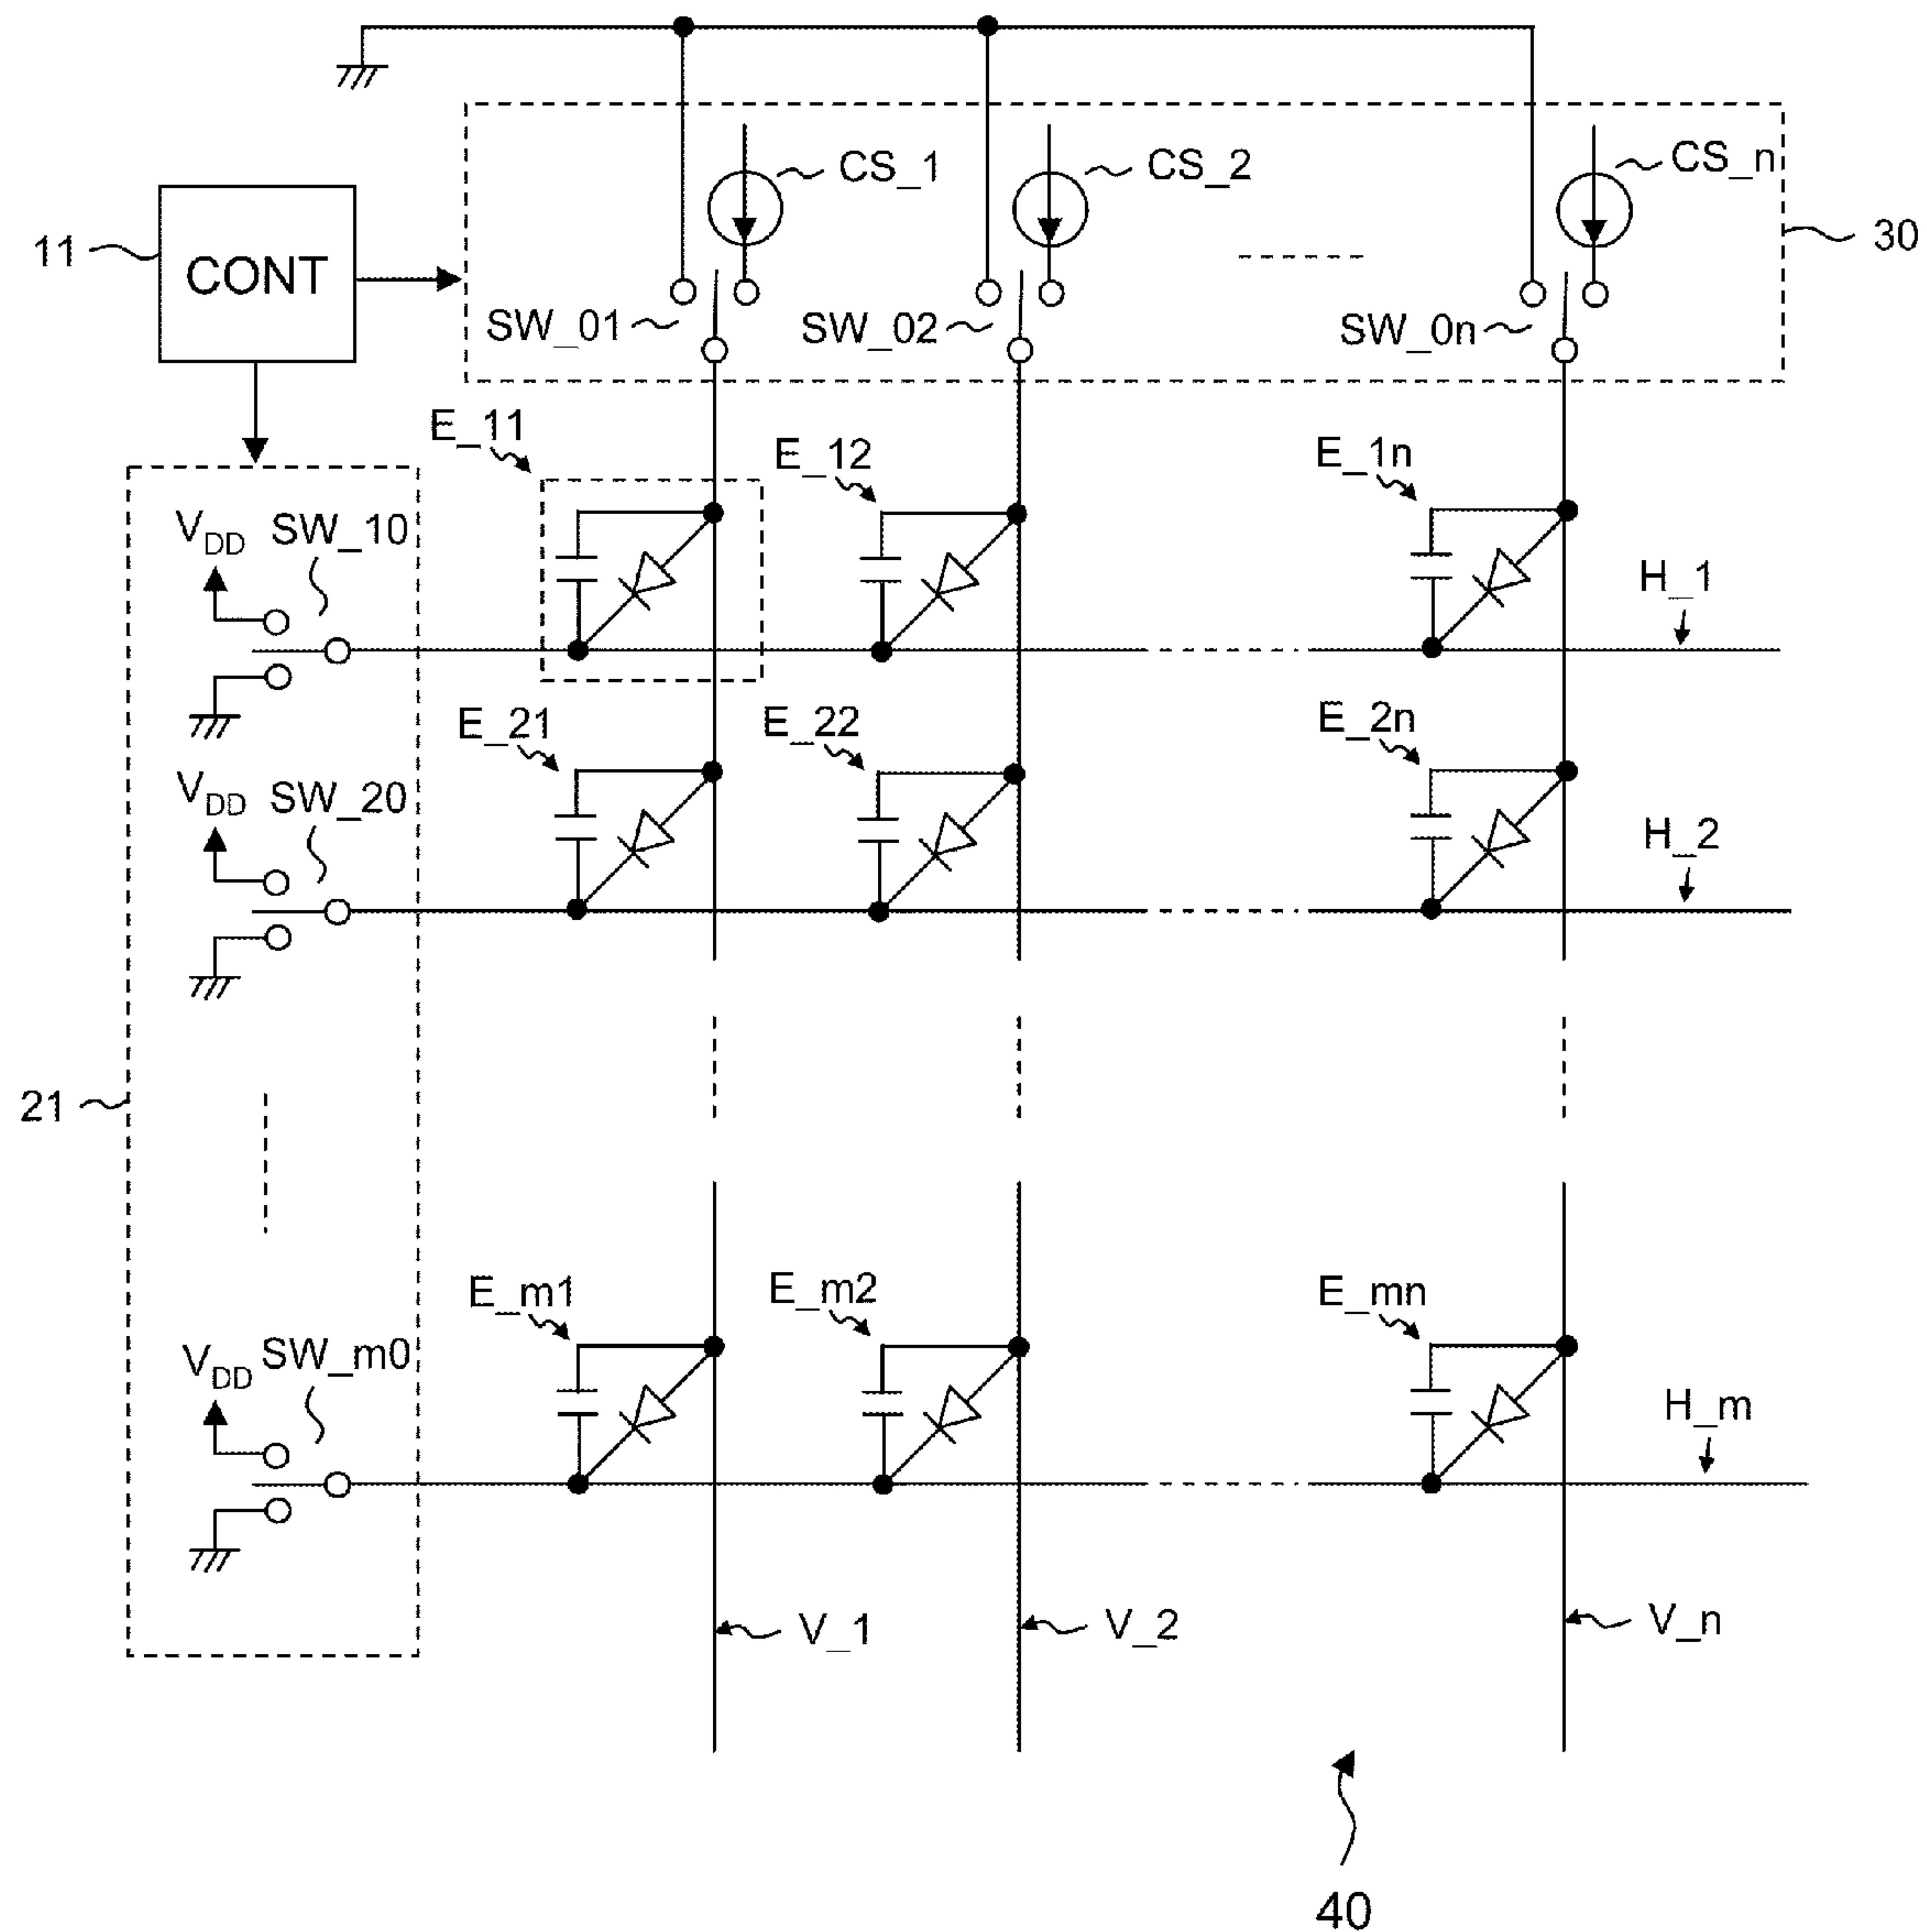 CS_1
CS_2
CS_n
11
CONT
30
SW_01
SW_02
SW_0n
E_11
E_12
E_1n
VDD
SW_10
H_1
E_21
E_22
E_2n
VDD
SW_20
H_2
21
E_m1
E_m2
E_mn
VDD
SW_m0
H_m
V_1
V_2
V_n
40